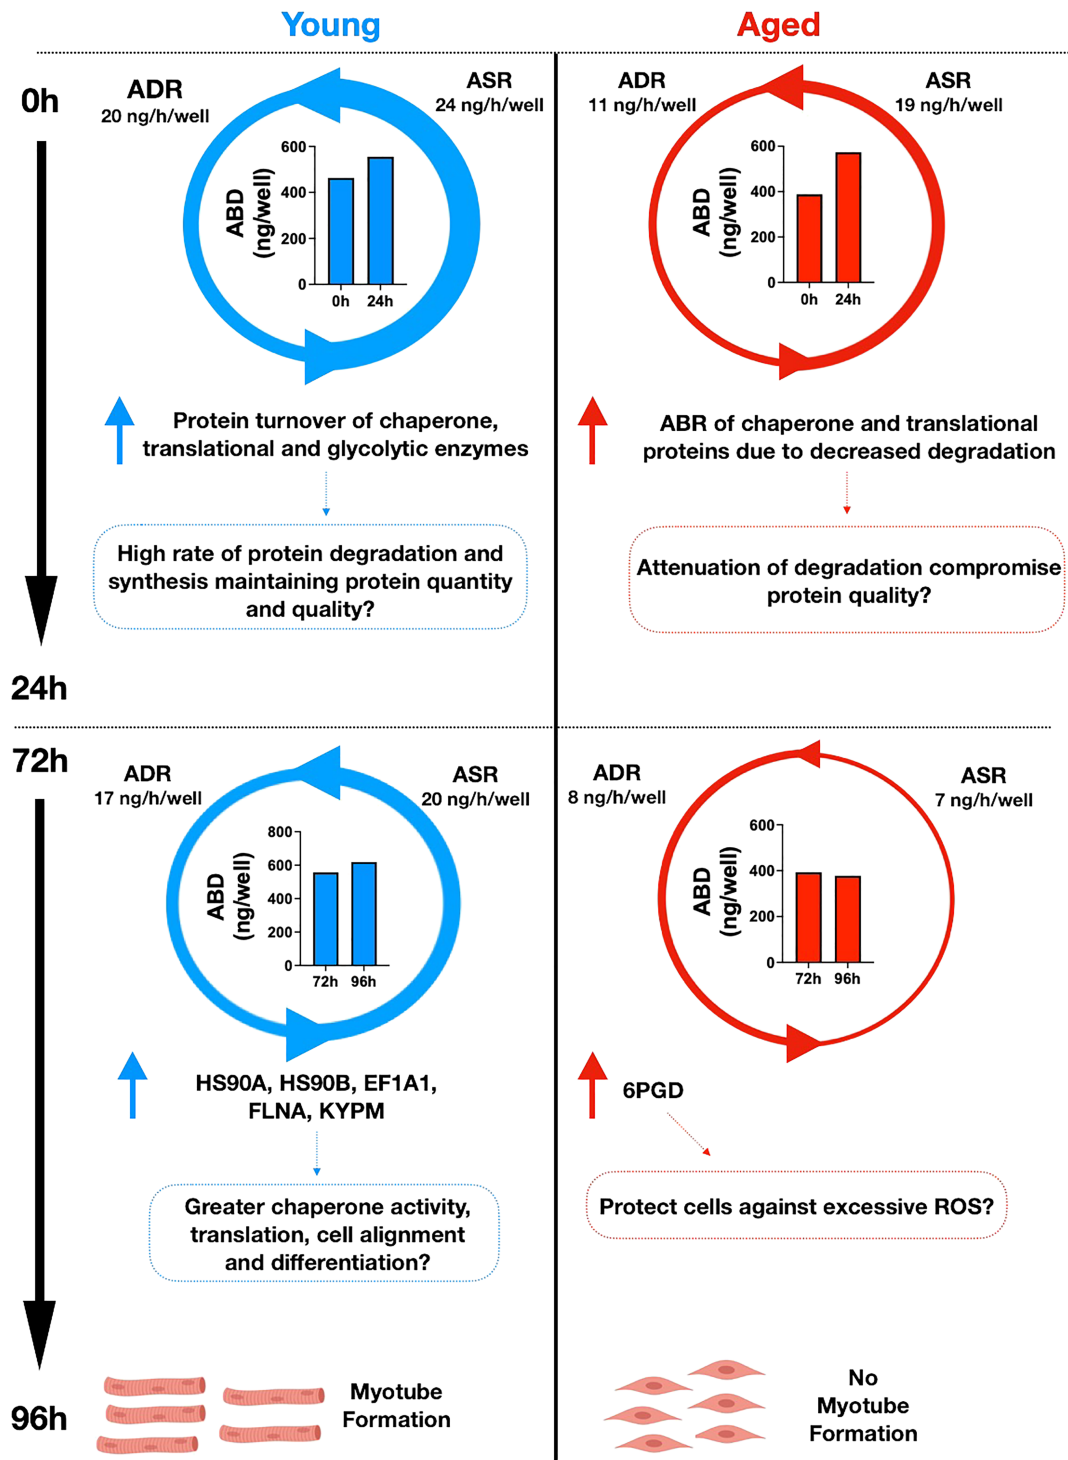 Young
Aged
0h
ADR
20 ng/h/well
ASR
24 ng/h/well
ABD
(ng/well)
600
400
200
0
0h 24h
Protein turnover of chaperone,
translational and glycolytic enzymes
High rate of protein degradation and
synthesis maintaining protein quantity
and quality?
ADR
11 ng/h/well
ASR
19 ng/h/well
ABD
(ng/well)
600
400
200
0
0h 24h
ABR of chaperone and translational
proteins due to decreased degradation
Attenuation of degradation compromise
protein quality?
24h
72h
ADR
17 ng/h/well
ASR
20 ng/h/well
ABD
(ng/well)
800
600
400
200
0
72h 96h
HS90A, HS90B, EF1A1,
FLNA, KYPM
Greater chaperone activity,
translation, cell alignment
and differentiation?
ADR
8 ng/h/well
ASR
7 ng/h/well
ABD
(ng/well)
600
400
200
0
72h 96h
6PGD
Protect cells against excessive ROS?
96h
Myotube
Formation
No
Myotube
Formation